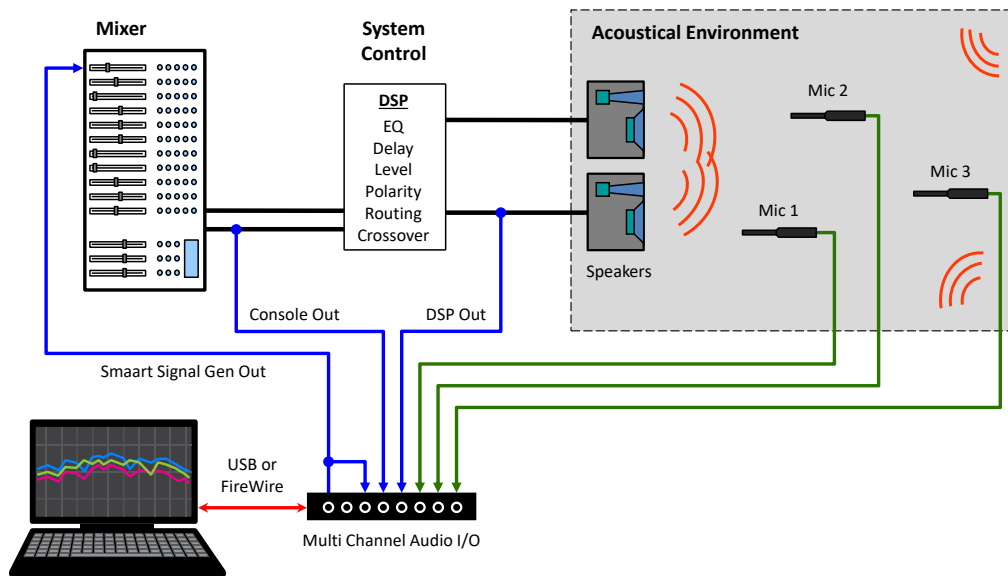 Mixer
System
Control
Acoustical Environment
DSP
EQ
Delay
Level
Polarity
Routing
Crossover
Mic 2
Mic 3
Mic 1
Speakers
Console Out
DSP Out
Smaart Signal Gen Out
USB or
FireWire
Multi Channel Audio I/O